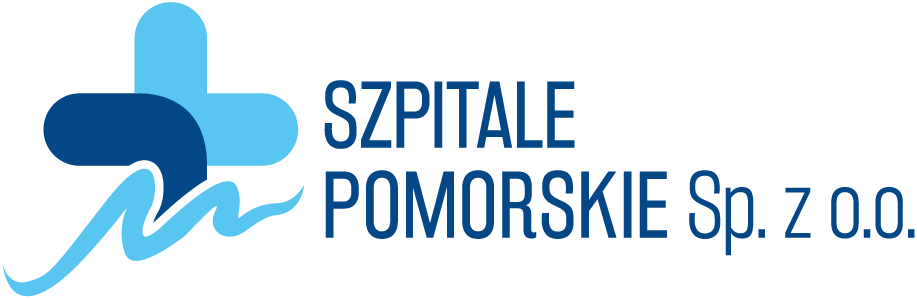 SZPITALE
POMORSKIE Sp. z o.o.